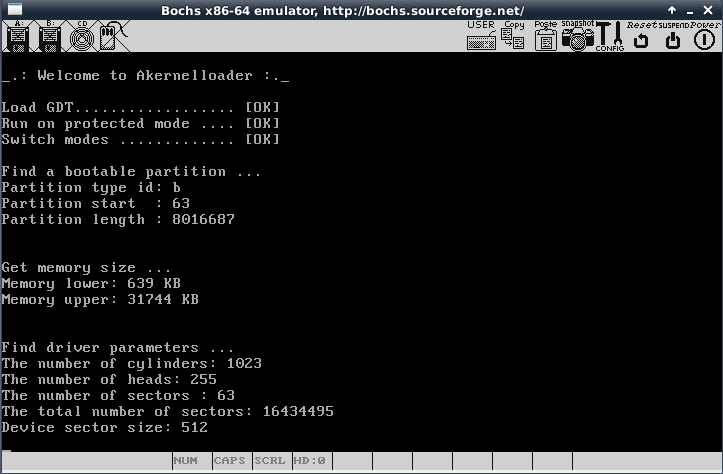 Bochs x86-64 emulator, http://bochs.sourceforge.net/
A: B: CD USER Copy Paste snapshot CONFIG Reset SUSPEND Power
_.: Welcome to Akernelloader :._
Load GDT.................. [OK]
Run on protected mode .... [OK]
Switch modes ............. [OK]
Find a bootable partition ...
Partition type id: b
Partition start  : 63
Partition length : 8016687
Get memory size ...
Memory lower: 639 KB
Memory upper: 31744 KB
Find driver parameters ...
The number of cylinders: 1023
The number of heads: 255
The number of sectors : 63
The total number of sectors: 16434495
Device sector size: 512
NUM CAPS SCRL HD:0